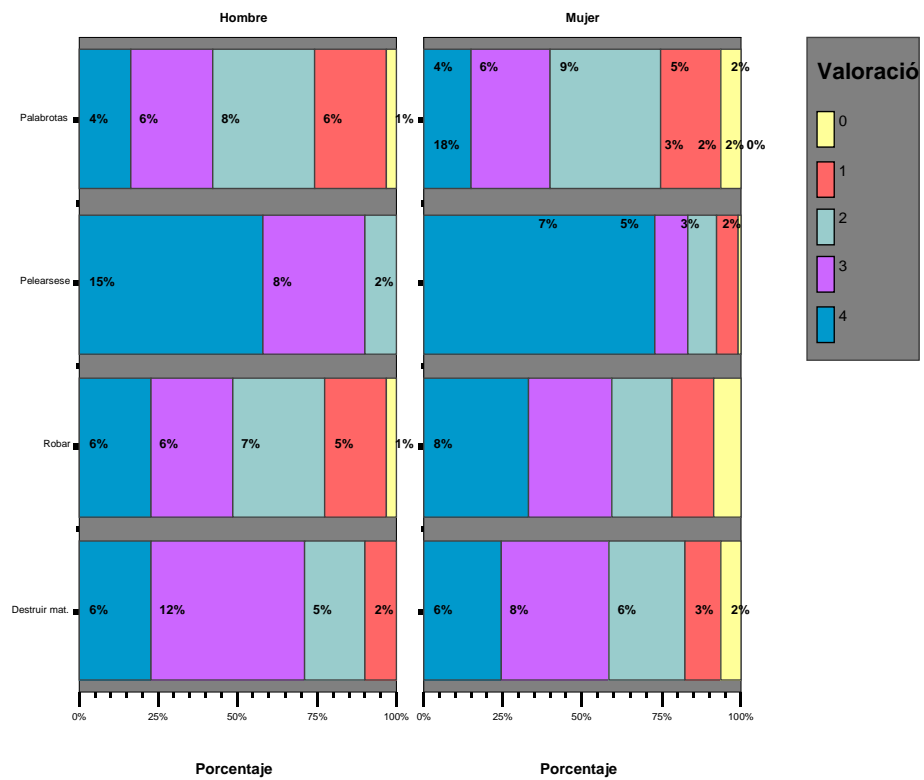 Hombre Mujer
Valoració
Palabrotas 4% 6% 8% 6% 1% 4% 6% 9% 5% 2%
18% 3% 2% 2% 0%
Pelearsese 15% 8% 2% 7% 5% 3% 2%
Robar 6% 6% 7% 5% 1% 8%
Destruir mat. 6% 12% 5% 2% 6% 8% 6% 3% 2%
0
1
2
3
4
0% 25% 50% 75% 100% 0% 25% 50% 75% 100%
Porcentaje Porcentaje